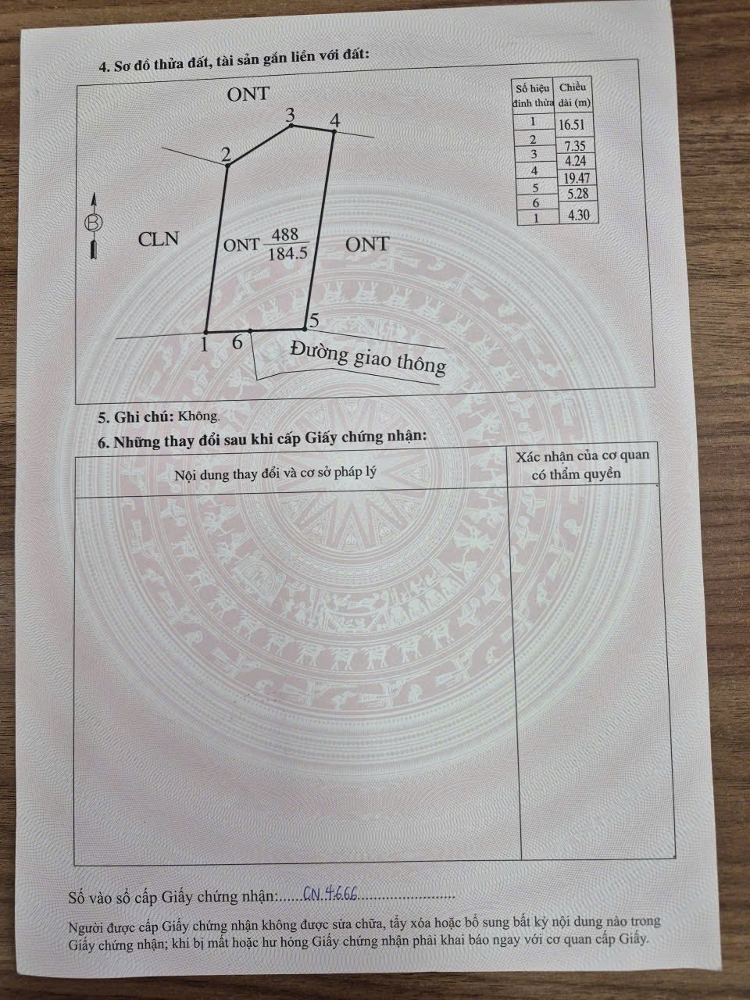 4. Sơ đồ thửa đất, tài sản gắn liền với đất:
ONT
Số hiệu đỉnh thửa
Chiều dài (m)
1
16.51
2
7.35
3
4.24
4
19.47
5
5.28
6
4.30
1
3
4
2
B
CLN
ONT 488
184.5
ONT
1
6
5
Đường giao thông
5. Ghi chú: Không.
6. Những thay đổi sau khi cấp Giấy chứng nhận:
Nội dung thay đổi và cơ sở pháp lý
Xác nhận của cơ quan
có thẩm quyền
Số vào sổ cấp Giấy chứng nhận:......CN.4666......................
Người được cấp Giấy chứng nhận không được sửa chữa, tẩy xóa hoặc bổ sung bất kỳ nội dung nào trong
Giấy chứng nhận; khi bị mất hoặc hư hỏng Giấy chứng nhận phải khai báo ngay với cơ quan cấp Giấy.